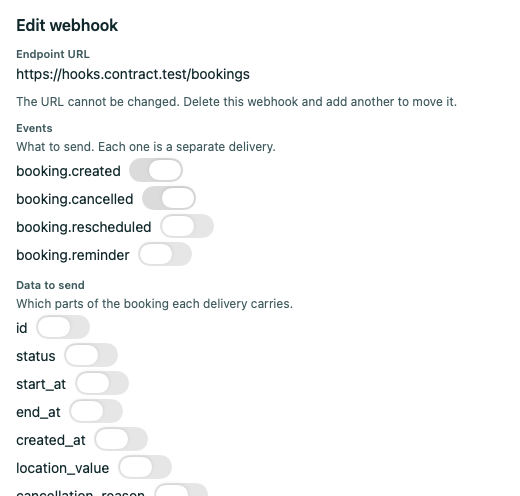 Edit webhook
Endpoint URL
https://hooks.contract.test/bookings
The URL cannot be changed. Delete this webhook and add another to move it.
Events
What to send. Each one is a separate delivery.
booking.created
booking.cancelled
booking.rescheduled
booking.reminder
Data to send
Which parts of the booking each delivery carries.
id
status
start_at
end_at
created_at
location_value
cancellation_reason